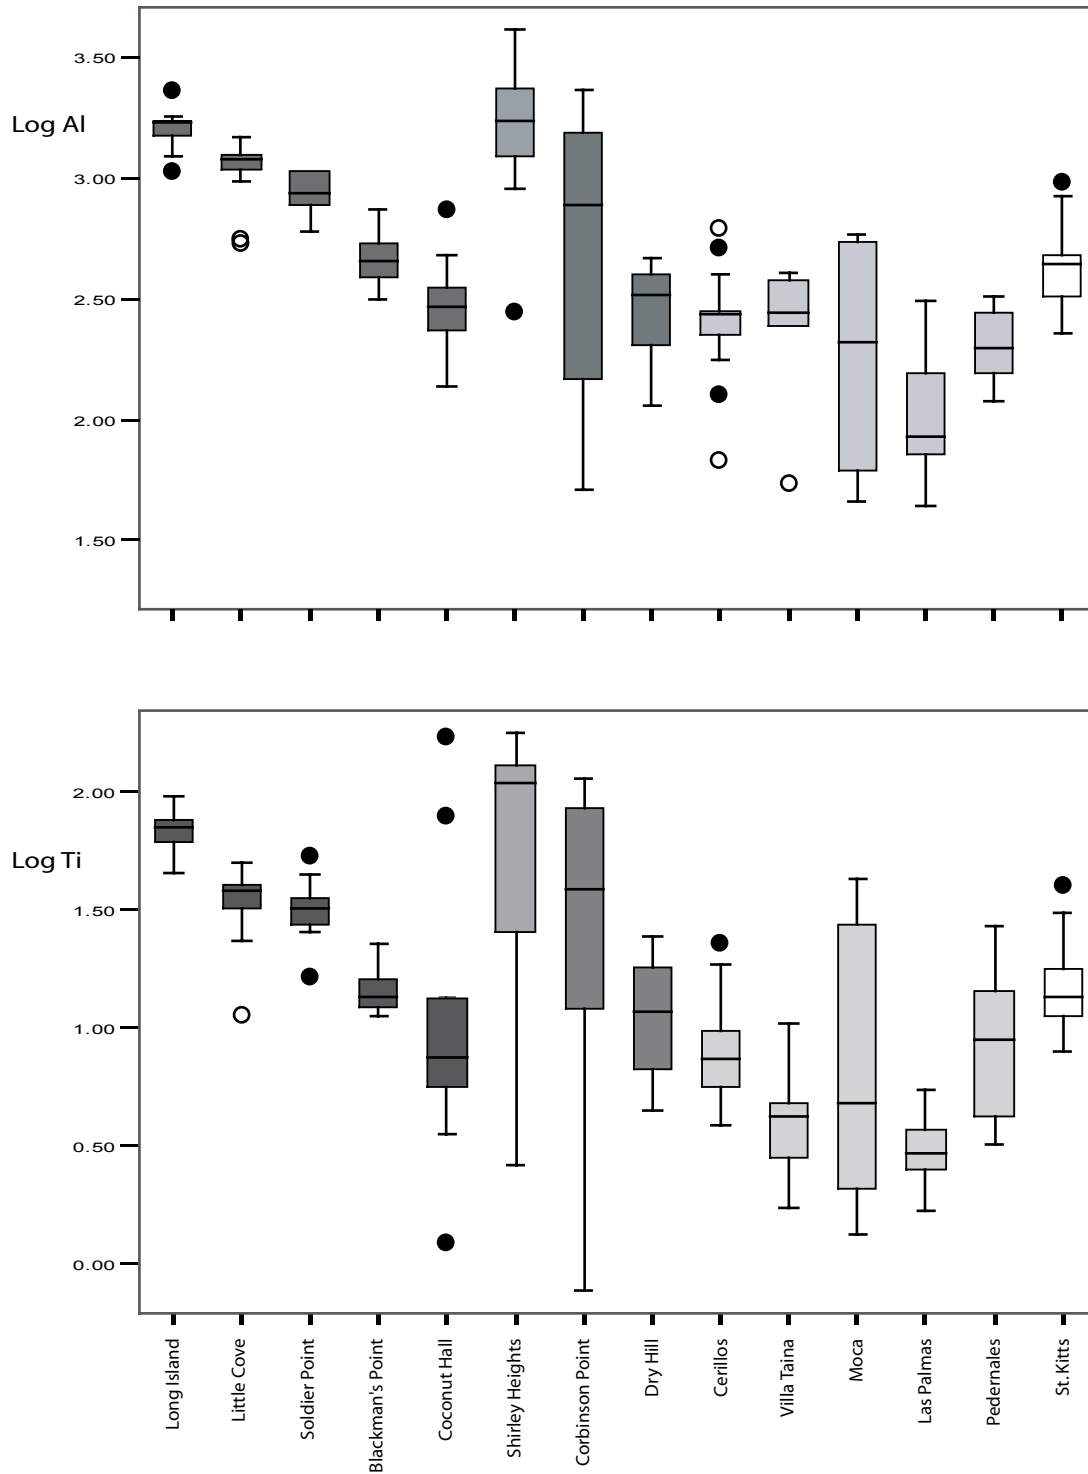 3.50
Log Al
3.00
2.50
2.00
1.50
2.00
Log Ti
1.50
1.00
0.50
0.00
Long Island
Little Cove
Soldier Point
Blackman's Point
Coconut Hall
Shirley Heights
Corbinson Point
Dry Hill
Cerillos
Villa Taina
Moca
Las Palmas
Pedernales
St. Kitts